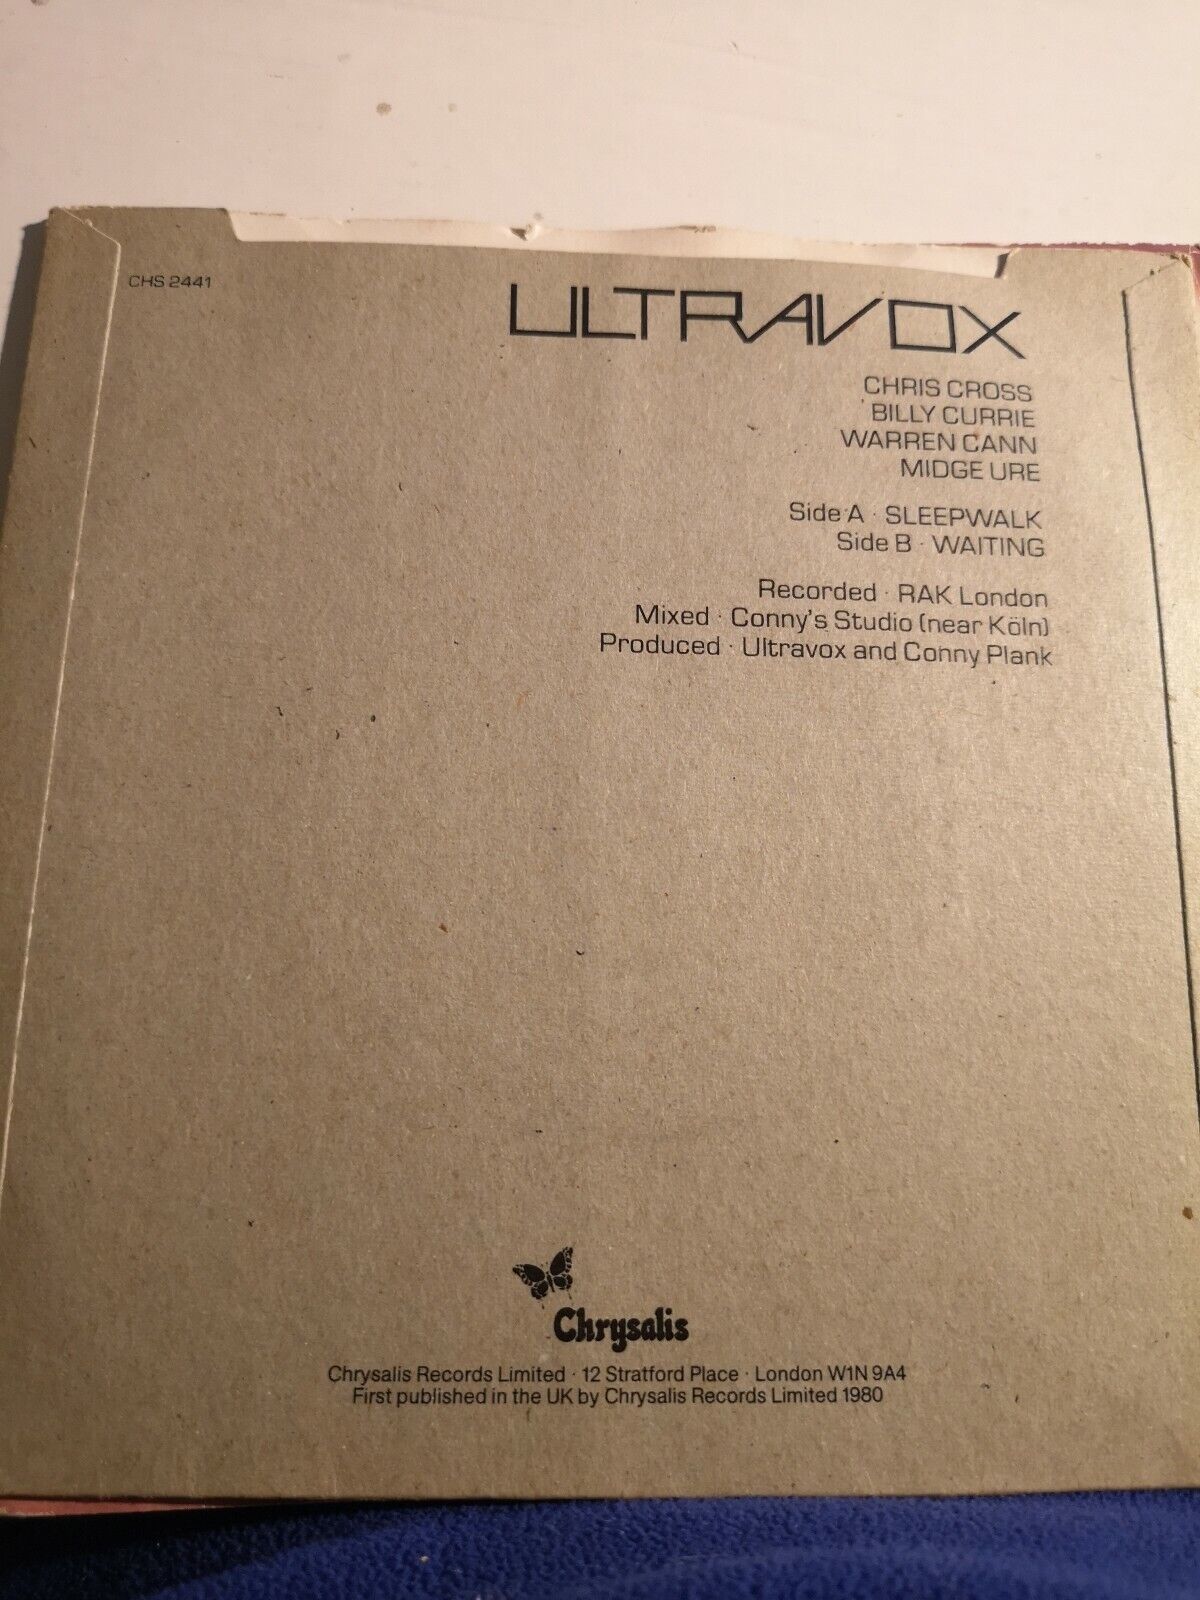 CHS 2441
ULTRAVOX
CHRIS CROSS
BILLY CURRIE
WARREN CANN
MIDGE URE
Side A · SLEEPWALK
Side B · WAITING
Recorded · RAK London
Mixed · Conny's Studio (near Köln)
Produced · Ultravox and Conny Plank
Chrysalis
Chrysalis Records Limited · 12 Stratford Place · London W1N 9A4
First published in the UK by Chrysalis Records Limited 1980